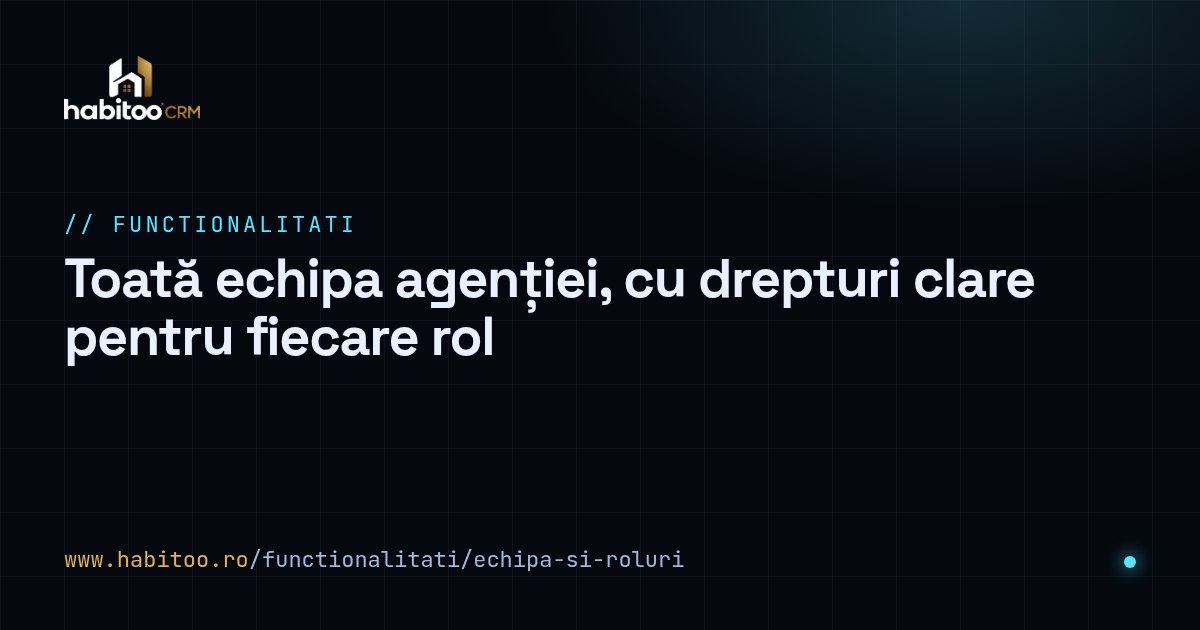 habitoo CRM
// FUNCTIONALITATI
Toată echipa agenției, cu drepturi clare
pentru fiecare rol
www.habitoo.ro/functionalitati/echipa-si-roluri